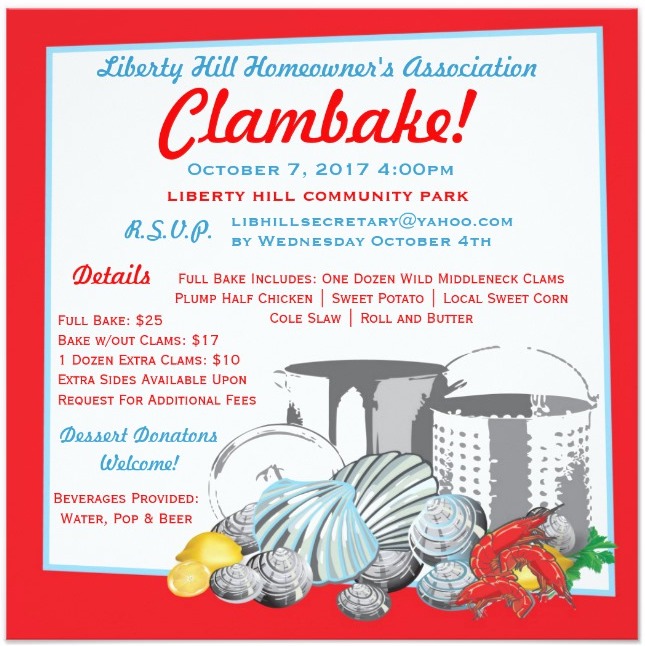 Liberty Hill Homeowner's Association
Clambake!
October 7, 2017 4:00pm
LIBERTY HILL COMMUNITY PARK
R.S.V.P.
libhillsecretary@yahoo.com
by Wednesday October 4th
Details
Full Bake Includes: One Dozen Wild Middleneck Clams
Plump Half Chicken | Sweet Potato | Local Sweet Corn
Cole Slaw | Roll and Butter
Full Bake: $25
Bake w/out Clams: $17
1 Dozen Extra Clams: $10
Extra Sides Available Upon
Request For Additional Fees
Dessert Donatons
Welcome!
Beverages Provided:
Water, Pop & Beer